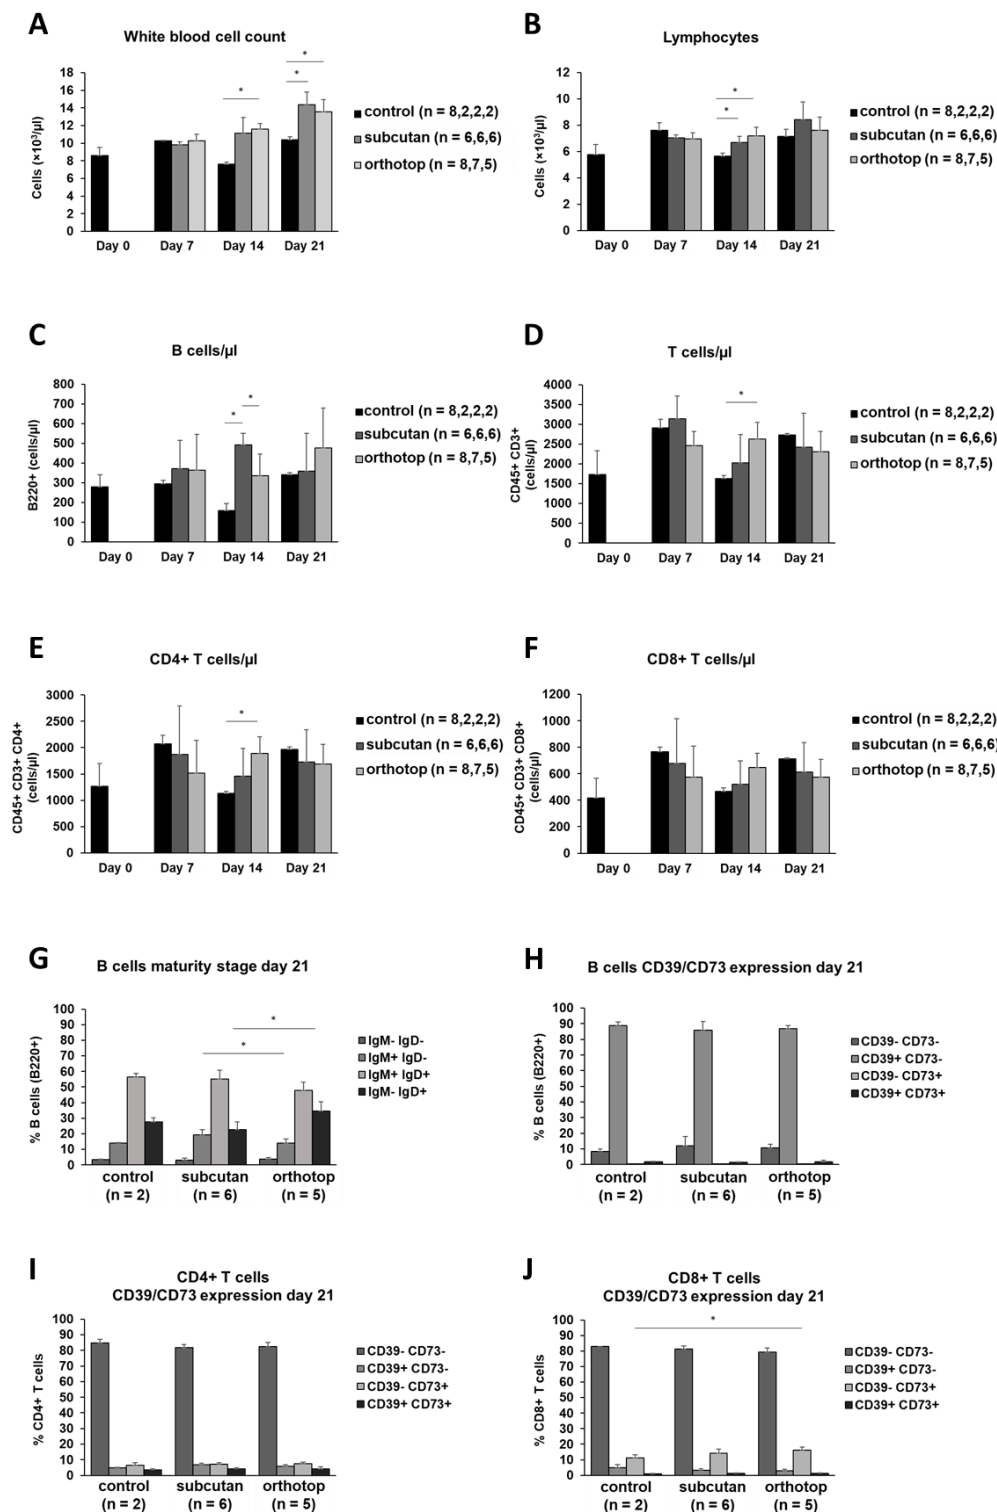 A
White blood cell count
Cells (×10³/µl)
18
16
14
12
10
8
6
4
2
0
*
*
*
Day 0 Day 7 Day 14 Day 21
control (n = 8,2,2,2)
subcutan (n = 6,6,6)
orthotop (n = 8,7,5)
B
Lymphocytes
Cells (×10³/µl)
12
10
8
6
4
2
0
*
*
Day 0 Day 7 Day 14 Day 21
control (n = 8,2,2,2)
subcutan (n = 6,6,6)
orthotop (n = 8,7,5)
C
B cells/µl
B220+ (cells/µl)
800
700
600
500
400
300
200
100
0
*
*
Day 0 Day 7 Day 14 Day 21
control (n = 8,2,2,2)
subcutan (n = 6,6,6)
orthotop (n = 8,7,5)
D
T cells/µl
CD45+ CD3+
(cells/µl)
4000
3500
3000
2500
2000
1500
1000
500
0
*
Day 0 Day 7 Day 14 Day 21
control (n = 8,2,2,2)
subcutan (n = 6,6,6)
orthotop (n = 8,7,5)
E
CD4+ T cells/µl
CD45+ CD3+ CD4+
(cells/µl)
3000
2500
2000
1500
1000
500
0
*
Day 0 Day 7 Day 14 Day 21
control (n = 8,2,2,2)
subcutan (n = 6,6,6)
orthotop (n = 8,7,5)
F
CD8+ T cells/µl
CD45+ CD3+ CD8+
(cells/µl)
1200
1000
800
600
400
200
0
Day 0 Day 7 Day 14 Day 21
control (n = 8,2,2,2)
subcutan (n = 6,6,6)
orthotop (n = 8,7,5)
G
B cells maturity stage day 21
% B cells (B220+)
100
90
80
70
60
50
40
30
20
10
0
*
*
control subcutan orthotop
(n = 2) (n = 6) (n = 5)
IgM- IgD-
IgM+ IgD-
IgM+ IgD+
IgM- IgD+
H
B cells CD39/CD73 expression day 21
% B cells (B220+)
100
90
80
70
60
50
40
30
20
10
0
control subcutan orthotop
(n = 2) (n = 6) (n = 5)
CD39- CD73-
CD39+ CD73-
CD39- CD73+
CD39+ CD73+
I
CD4+ T cells
CD39/CD73 expression day 21
% CD4+ T cells
100
90
80
70
60
50
40
30
20
10
0
control subcutan orthotop
(n = 2) (n = 6) (n = 5)
CD39- CD73-
CD39+ CD73-
CD39- CD73+
CD39+ CD73+
J
CD8+ T cells
CD39/CD73 expression day 21
% CD8+ T cells
100
90
80
70
60
50
40
30
20
10
0
*
control subcutan orthotop
(n = 2) (n = 6) (n = 5)
CD39- CD73-
CD39+ CD73-
CD39- CD73+
CD39+ CD73+